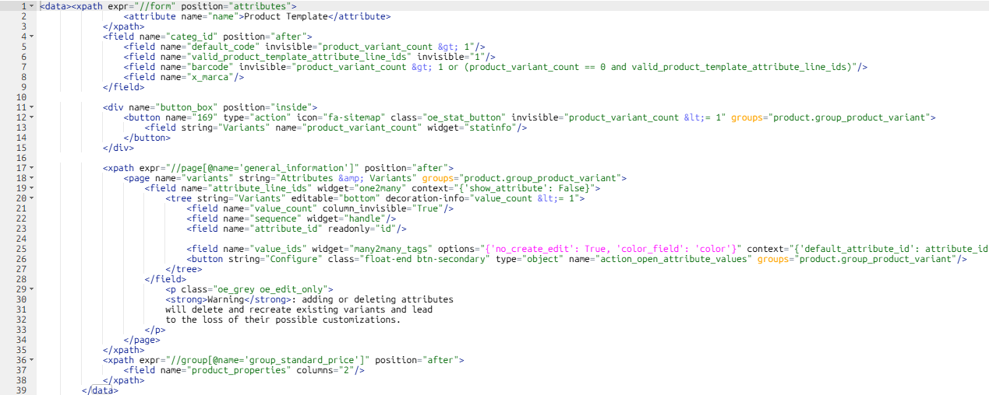 1 <data><xpath expr="//form" position="attributes">
2 <attribute name="name">Product Template</attribute>
3 </xpath>
4 <field name="categ_id" position="after">
5 <field name="default_code" invisible="product_variant_count &gt; 1"/>
6 <field name="valid_product_template_attribute_line_ids" invisible="1"/>
7 <field name="barcode" invisible="product_variant_count &gt; 1 or (product_variant_count == 0 and valid_product_template_attribute_line_ids)"/>
8 <field name="x_marca"/>
9 </field>
10
11 <div name="button_box" position="inside">
12 <button name="169" type="action" icon="fa-sitemap" class="oe_stat_button" invisible="product_variant_count &lt;= 1" groups="product.group_product_variant">
13 <field string="Variants" name="product_variant_count" widget="statinfo"/>
14 </button>
15 </div>
16
17 <xpath expr="//page[@name='general_information']" position="after">
18 <page name="variants" string="Attributes &amp; Variants" groups="product.group_product_variant">
19 <field name="attribute_line_ids" widget="one2many" context="{'show_attribute': False}">
20 <tree string="Variants" editable="bottom" decoration-info="value_count &lt;= 1">
21 <field name="value_count" column_invisible="True"/>
22 <field name="sequence" widget="handle"/>
23 <field name="attribute_id" readonly="id"/>
24
25 <field name="value_ids" widget="many2many_tags" options="{'no_create_edit': True, 'color_field': 'color'}" context="{'default_attribute_id': attribute_id
26 <button string="Configure" class="float-end btn-secondary" type="object" name="action_open_attribute_values" groups="product.group_product_variant"/>
27 </tree>
28 </field>
29 <p class="oe_grey oe_edit_only">
30 <strong>Warning</strong>: adding or deleting attributes
31 will delete and recreate existing variants and lead
32 to the loss of their possible customizations.
33 </p>
34 </page>
35 </xpath>
36 <xpath expr="//group[@name='group_standard_price']" position="after">
37 <field name="product_properties" columns="2"/>
38 </xpath>
39 </data>